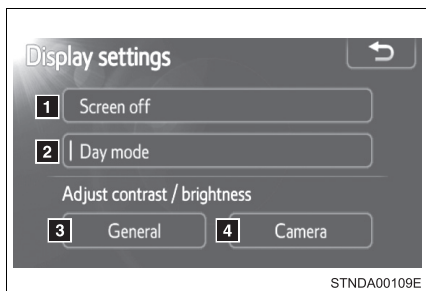 Display settings
1 Screen off
2 Day mode
Adjust contrast / brightness
3 General 4 Camera
STNDA00109E